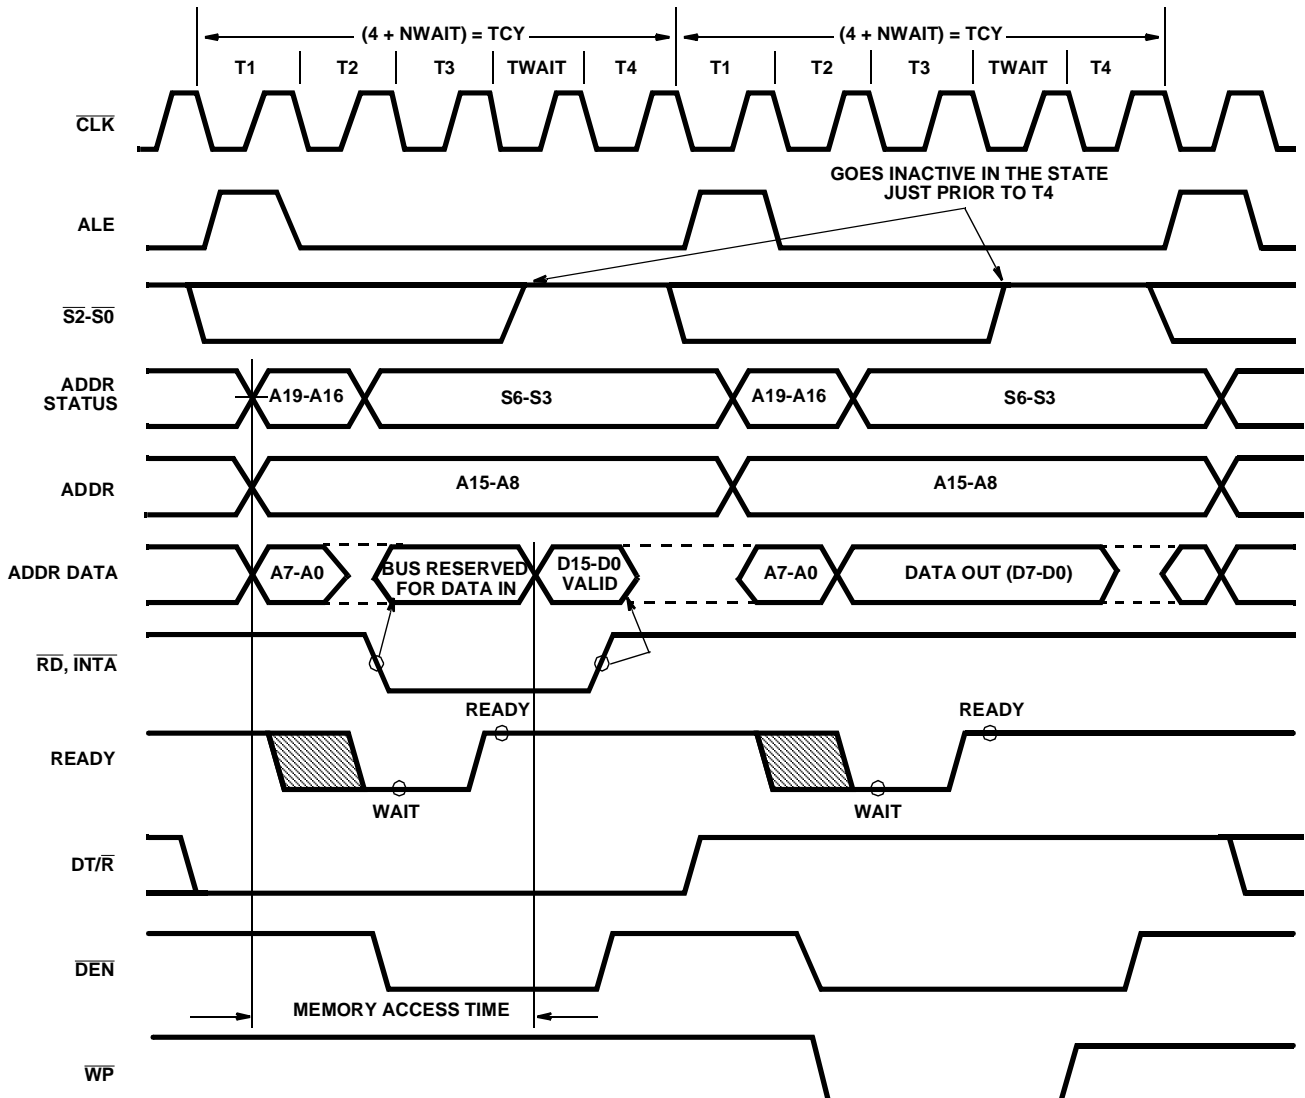 (4 + NWAIT) = TCY
(4 + NWAIT) = TCY
T1 T2 T3 TWAIT T4 T1 T2 T3 TWAIT T4
CLK
GOES INACTIVE IN THE STATE
JUST PRIOR TO T4
ALE
S2-S0
ADDR
STATUS
A19-A16
S6-S3
A19-A16
S6-S3
ADDR
A15-A8
A15-A8
ADDR DATA
A7-A0
BUS RESERVED
FOR DATA IN
D15-D0
VALID
A7-A0
DATA OUT (D7-D0)
RD, INTA
READY
READY
READY
WAIT
WAIT
DT/R
DEN
MEMORY ACCESS TIME
WP